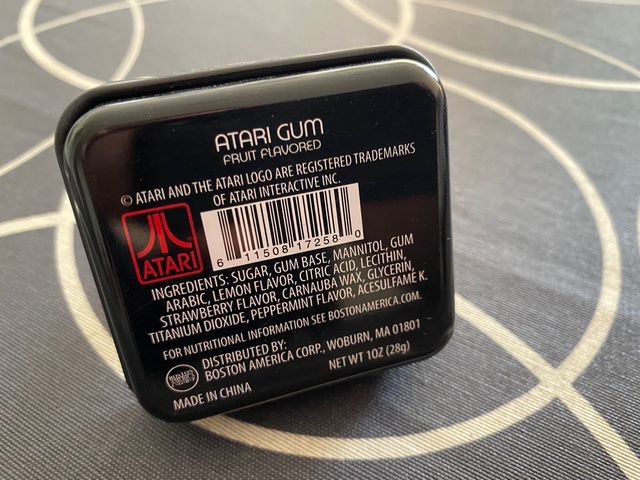 ATARI GUM
FRUIT FLAVORED
© ATARI AND THE ATARI LOGO ARE REGISTERED TRADEMARKS
OF ATARI INTERACTIVE INC.
ATARI
6 11508 17258 0
INGREDIENTS: SUGAR, GUM BASE, MANNITOL, GUM
ARABIC, LEMON FLAVOR, CITRIC ACID, LECITHIN,
STRAWBERRY FLAVOR, CARNAUBA WAX, GLYCERIN,
TITANIUM DIOXIDE, PEPPERMINT FLAVOR, ACESULFAME K.
FOR NUTRITIONAL INFORMATION SEE BOSTONAMERICA.COM.
DISTRIBUTED BY:
BOSTON AMERICA CORP., WOBURN, MA 01801
NET WT 1OZ (28g)
MADE IN CHINA